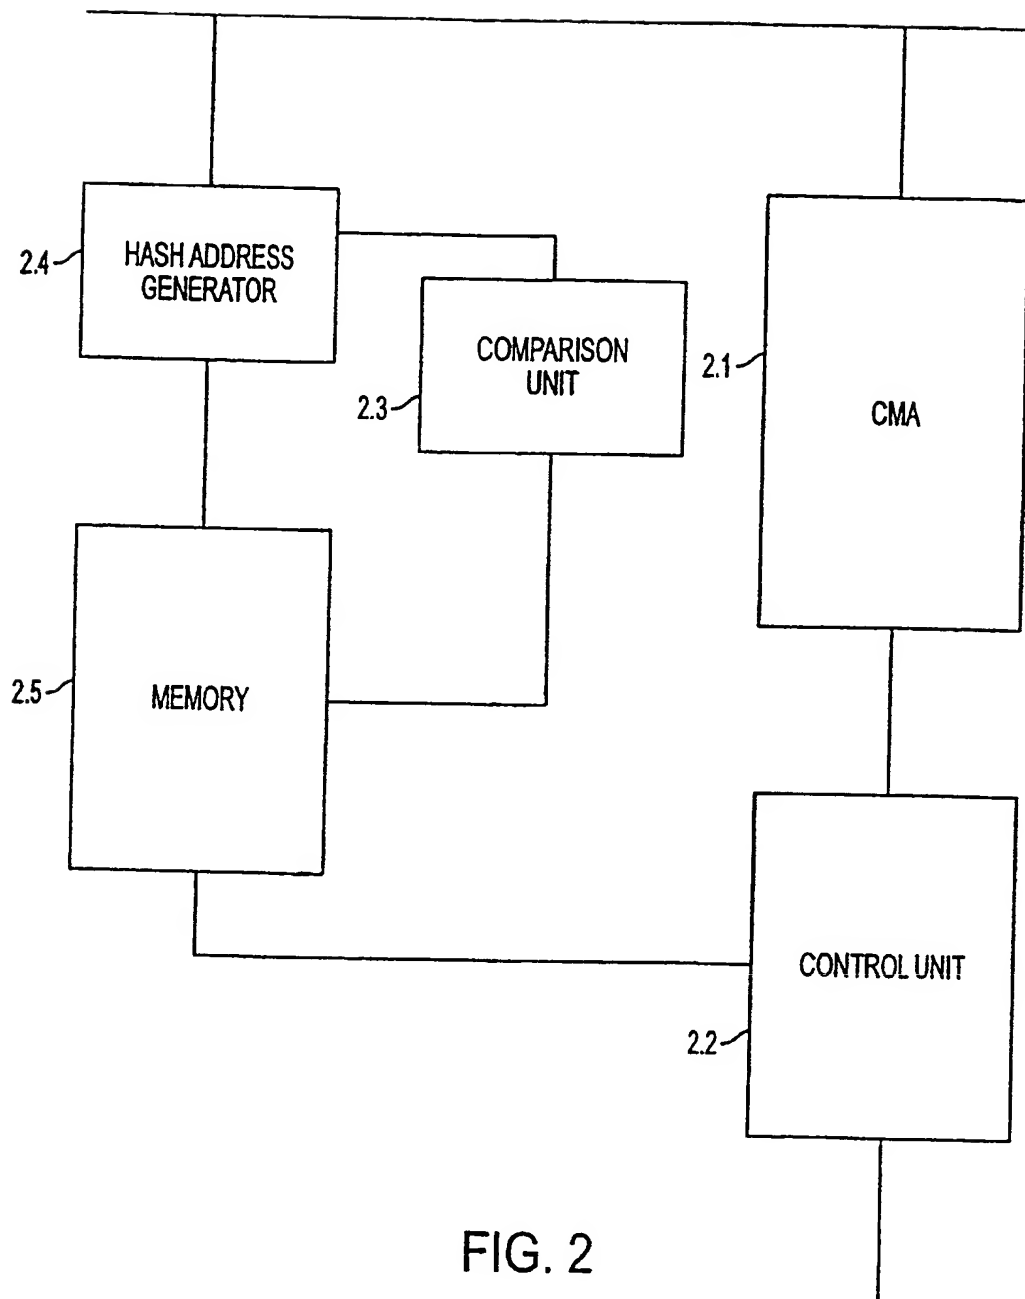 2.4
HASH ADDRESS
GENERATOR
COMPARISON
UNIT
2.3
2.1
CMA
2.5
MEMORY
CONTROL UNIT
2.2
FIG. 2